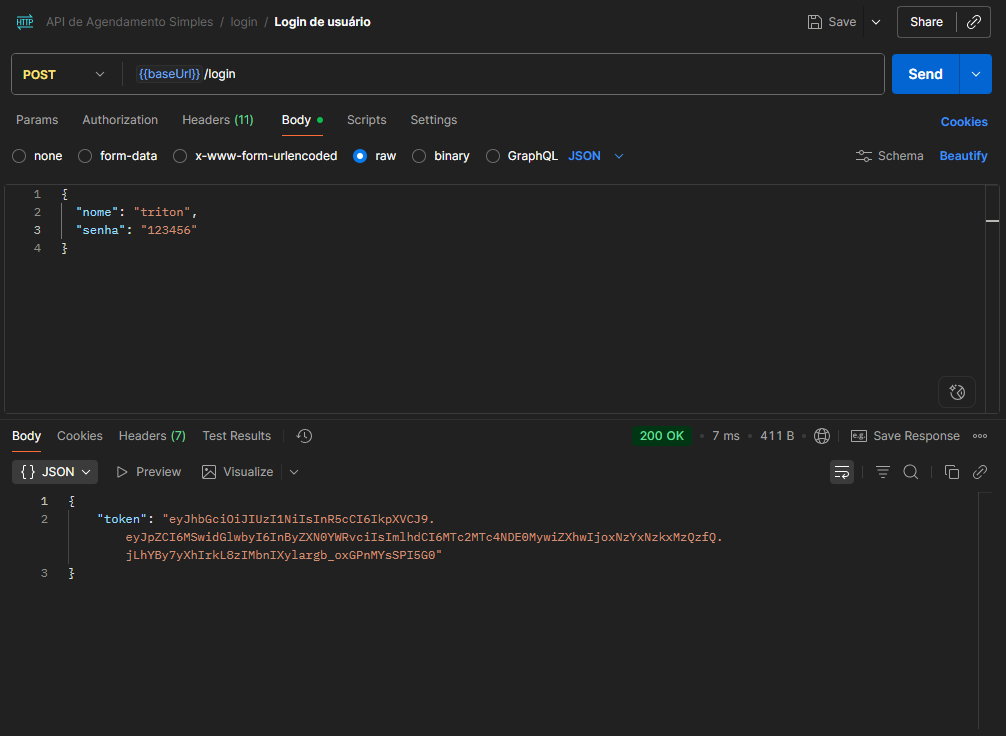 HTTP API de Agendamento Simples / login / Login de usuário Save Share
POST {{baseUrl}} /login Send
Params Authorization Headers (11) Body Scripts Settings Cookies
none form-data x-www-form-urlencoded raw binary GraphQL JSON Schema Beautify
1 {
2 "nome": "triton",
3 "senha": "123456"
4 }
Body Cookies Headers (7) Test Results 200 OK • 7 ms • 411 B • e.g. Save Response
{} JSON Preview Visualize
1 {
2 "token": "eyJhbGciOiJIUzI1NiIsInR5cCI6IkpXVCJ9.
eyJpZCI6MSwidGlwbyI6InByZXN0YWRvciIsImlhdCI6MTc2MTc4NDE0MywiZXhwIjoxNzYxNzkxMzQzfQ.
jLhYBy7yXhIrkL8zIMbnIXylargb_oxGPnMYsSPI5G0"
3 }